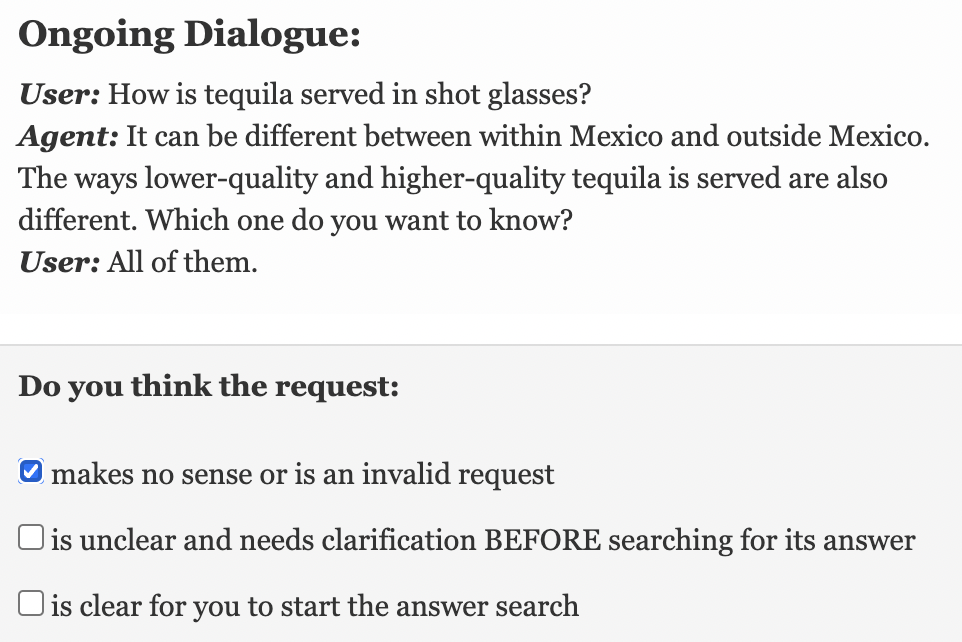 Ongoing Dialogue:
User: How is tequila served in shot glasses?
Agent: It can be different between within Mexico and outside Mexico.
The ways lower-quality and higher-quality tequila is served are also
different. Which one do you want to know?
User: All of them.
Do you think the request:
makes no sense or is an invalid request
is unclear and needs clarification BEFORE searching for its answer
is clear for you to start the answer search